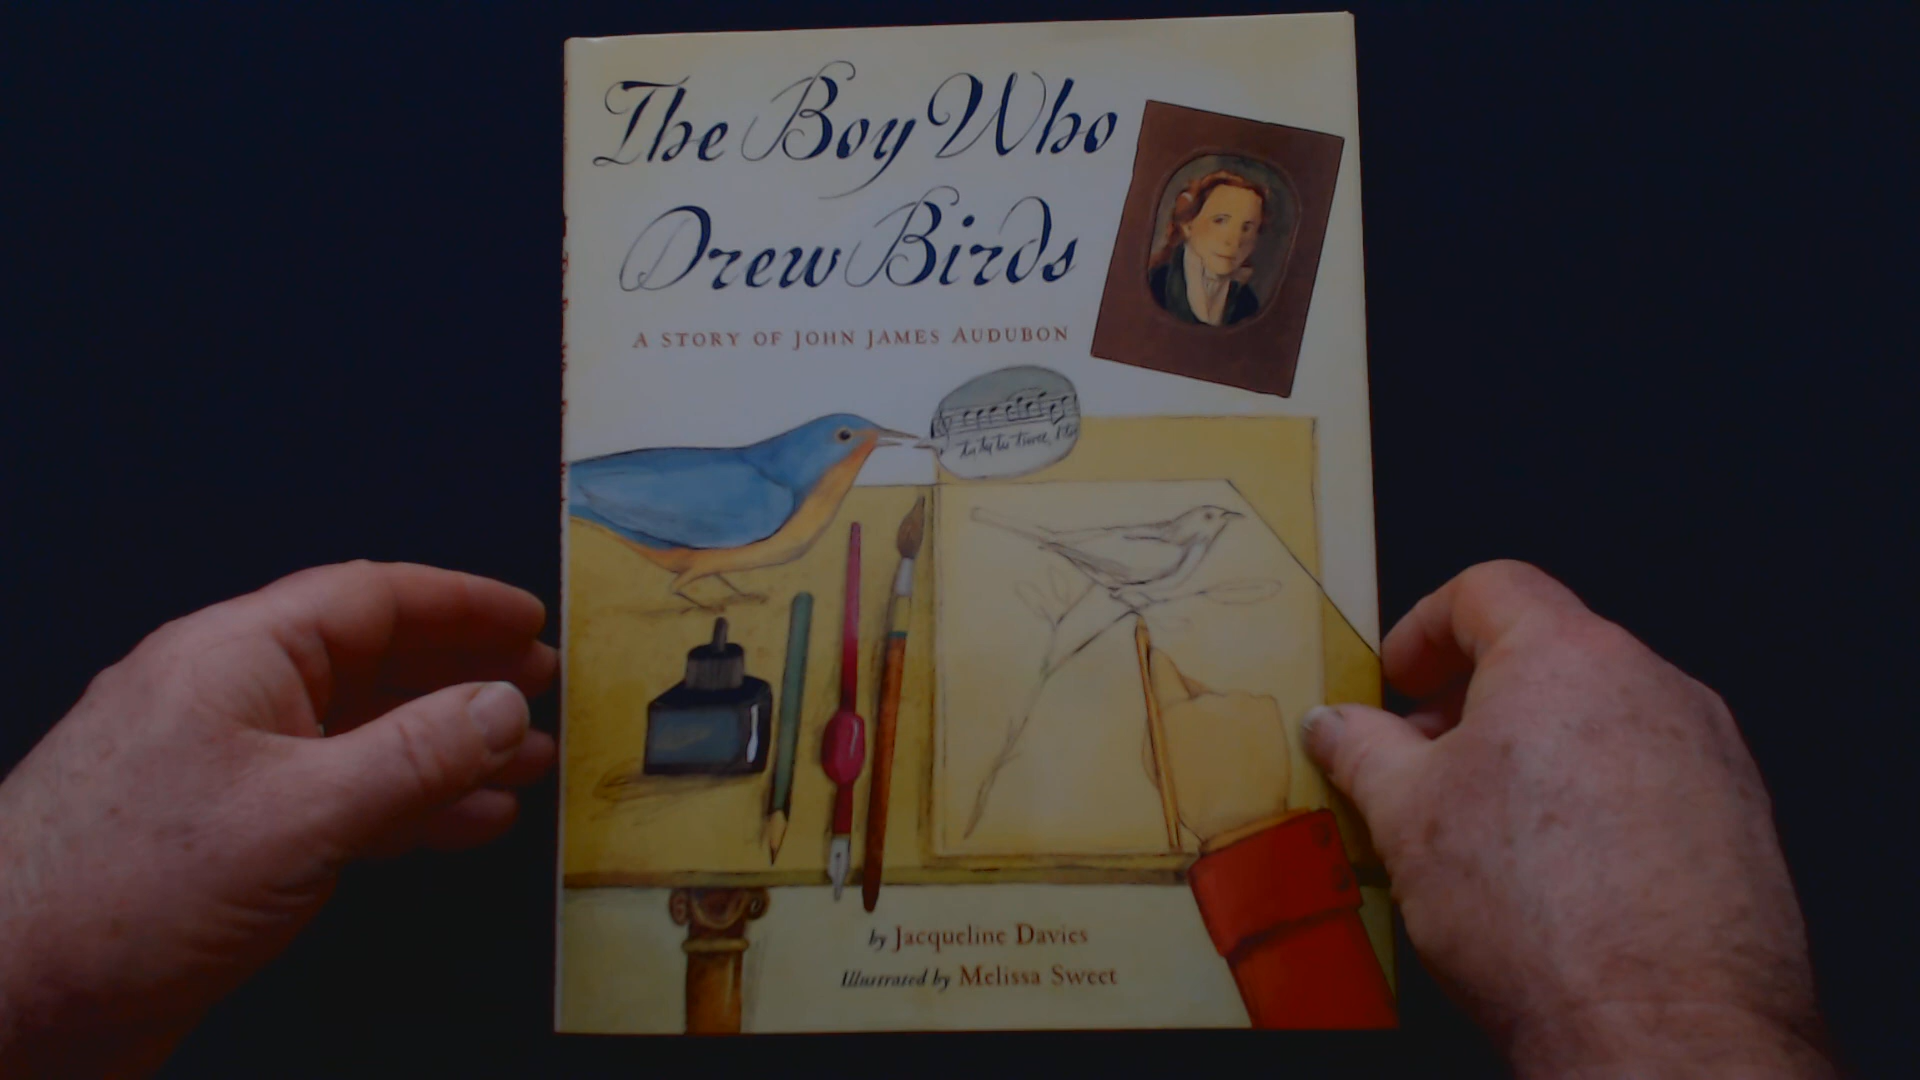 The Boy Who
Drew Birds
A STORY OF JOHN JAMES AUDUBON
by Jacqueline Davies
Illustrated by Melissa Sweet